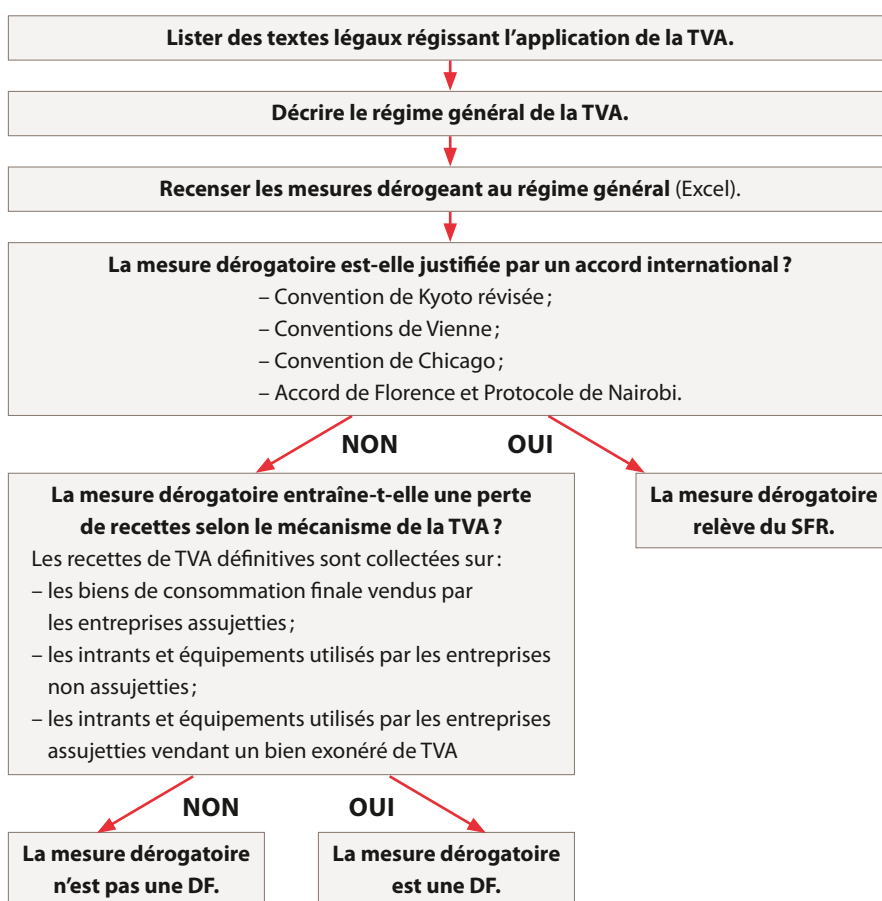 Lister des textes légaux régissant l'application de la TVA.
Décrire le régime général de la TVA.
Recenser les mesures dérogeant au régime général (Excel).
La mesure dérogatoire est-elle justifiée par un accord international ?
– Convention de Kyoto révisée ;
– Conventions de Vienne ;
– Convention de Chicago ;
– Accord de Florence et Protocole de Nairobi.
NON
OUI
La mesure dérogatoire entraîne-t-elle une perte
de recettes selon le mécanisme de la TVA ?
Les recettes de TVA définitives sont collectées sur :
– les biens de consommation finale vendus par
les entreprises assujetties ;
– les intrants et équipements utilisés par les entreprises
non assujetties ;
– les intrants et équipements utilisés par les entreprises
assujetties vendant un bien exonéré de TVA
La mesure dérogatoire
relève du SFR.
NON
OUI
La mesure dérogatoire
n'est pas une DF.
La mesure dérogatoire
est une DF.